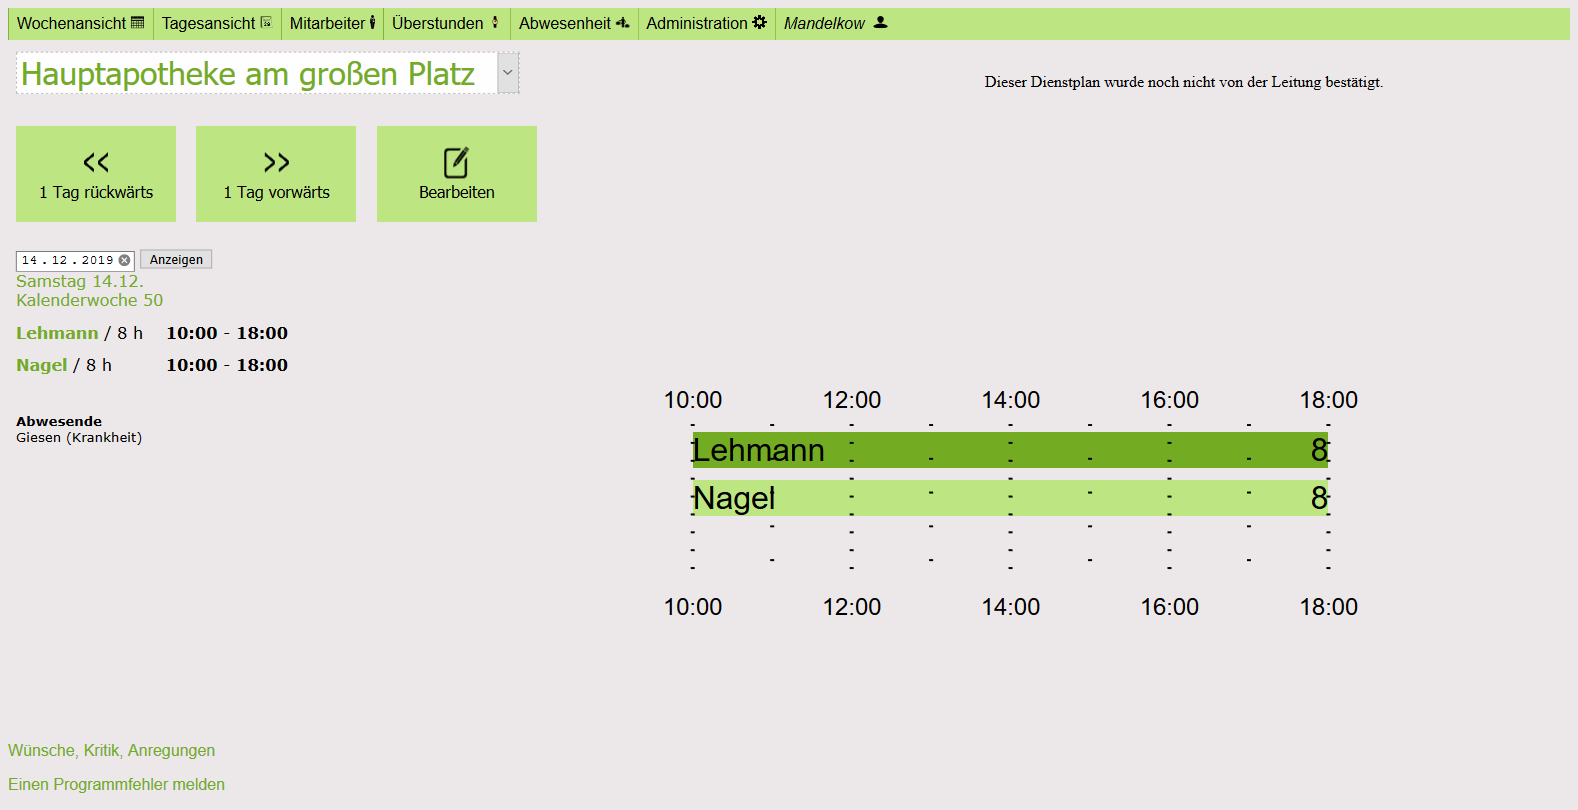 Wochenansicht Tagesansicht Mitarbeiter Überstunden Abwesenheit Administration Mandelkow
Hauptapotheke am großen Platz
Dieser Dienstplan wurde noch nicht von der Leitung bestätigt.
<< >>
1 Tag rückwärts 1 Tag vorwärts Bearbeiten
14.12.2019 Anzeigen
Samstag 14.12.
Kalenderwoche 50
Lehmann / 8 h 10:00 - 18:00
Nagel / 8 h 10:00 - 18:00
Abwesende
Giesen (Krankheit)
10:00 12:00 14:00 16:00 18:00
Lehmann 8
Nagel 8
10:00 12:00 14:00 16:00 18:00
Wünsche, Kritik, Anregungen
Einen Programmfehler melden